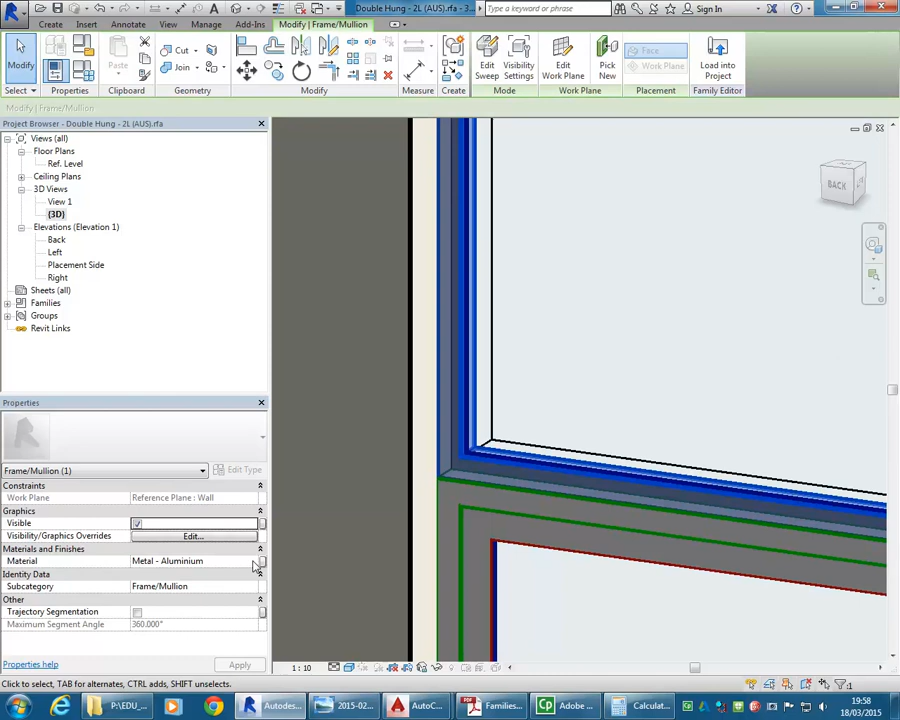 Double Hung - 2L (AUS).rfa - 3...
Type a keyword or phrase
Sign In
Create
Insert
Annotate
View
Manage
Add-Ins
Modify | Frame/Mullion
Modify
Paste
Cut
Join
Edit Sweep
Visibility Settings
Edit Work Plane
Pick New
Face
Work Plane
Load into Project
Select
Properties
Clipboard
Geometry
Modify
Measure
Create
Mode
Work Plane
Placement
Family Editor
Modify | Frame/Mullion
Project Browser - Double Hung - 2L (AUS).rfa
Views (all)
Floor Plans
Ref. Level
Ceiling Plans
3D Views
View 1
{3D}
Elevations (Elevation 1)
Back
Left
Placement Side
Right
Sheets (all)
Families
Groups
Revit Links
BACK
Properties
Frame/Mullion (1)
Edit Type
Constraints
Work Plane
Reference Plane : Wall
Graphics
Visible
Visibility/Graphics Overrides
Edit...
Materials and Finishes
Material
Metal - Aluminium
Identity Data
Subcategory
Frame/Mullion
Other
Trajectory Segmentation
Maximum Segment Angle
360.000°
Properties help
Apply
1 : 10
Click to select, TAB for alternates, CTRL adds, SHIFT unselects.
:1
P:\EDU_...
Autodes...
2015-02...
AutoC...
Families...
Adobe ...
Calculat...
19:58
18/03/2015